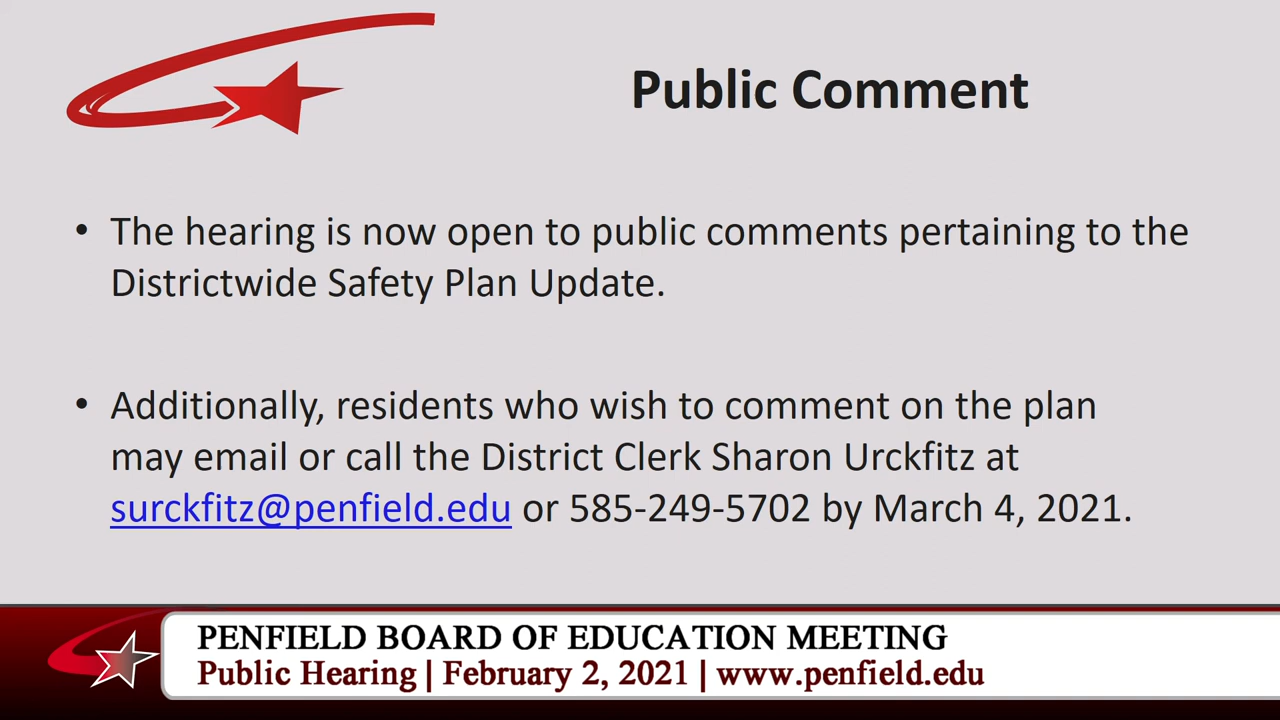 Public Comment
• The hearing is now open to public comments pertaining to the
Districtwide Safety Plan Update.
• Additionally, residents who wish to comment on the plan
may email or call the District Clerk Sharon Urckfitz at
surckfitz@penfield.edu or 585-249-5702 by March 4, 2021.
PENFIELD BOARD OF EDUCATION MEETING
Public Hearing | February 2, 2021 | www.penfield.edu